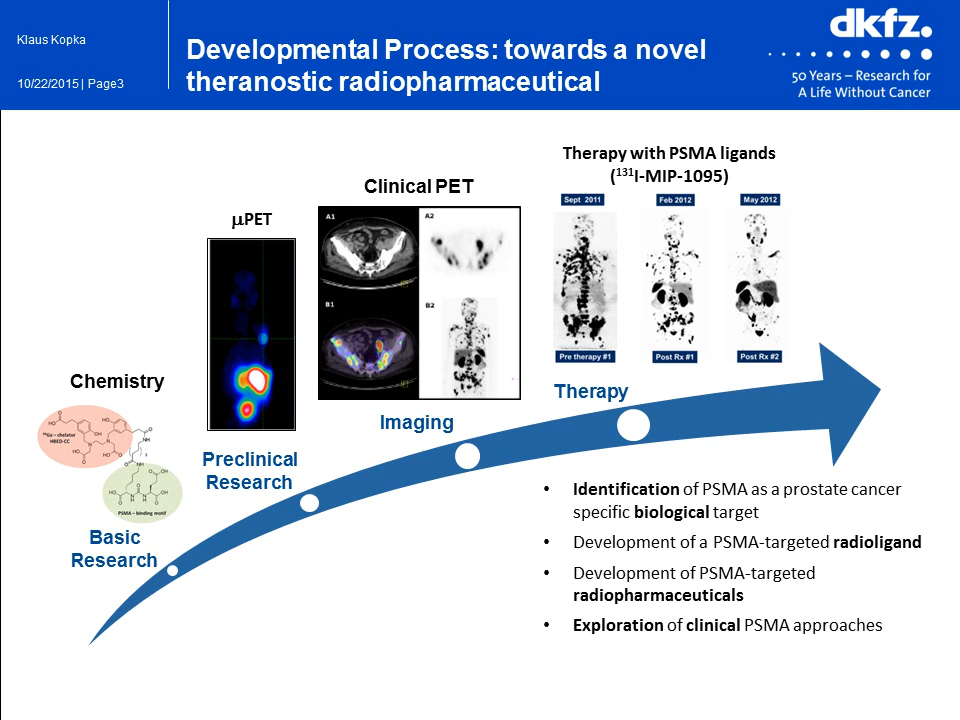 Klaus Kopka
10/22/2015 | Page3
Developmental Process: towards a novel
theranostic radiopharmaceutical
dkfz.
50 Years – Research for
A Life Without Cancer
Therapy with PSMA ligands
(¹³¹I-MIP-1095)
Sept 2011
Feb 2012
May 2012
Pre therapy #1
Post Rx #1
Post Rx #2
Clinical PET
A1
A2
B1
B2
µPET
Chemistry
⁶⁸Ga – chelator
HBED-CC
PSMA – binding motif
Therapy
Imaging
Preclinical
Research
Basic
Research
• Identification of PSMA as a prostate cancer
specific biological target
• Development of a PSMA-targeted radioligand
• Development of PSMA-targeted
radiopharmaceuticals
• Exploration of clinical PSMA approaches